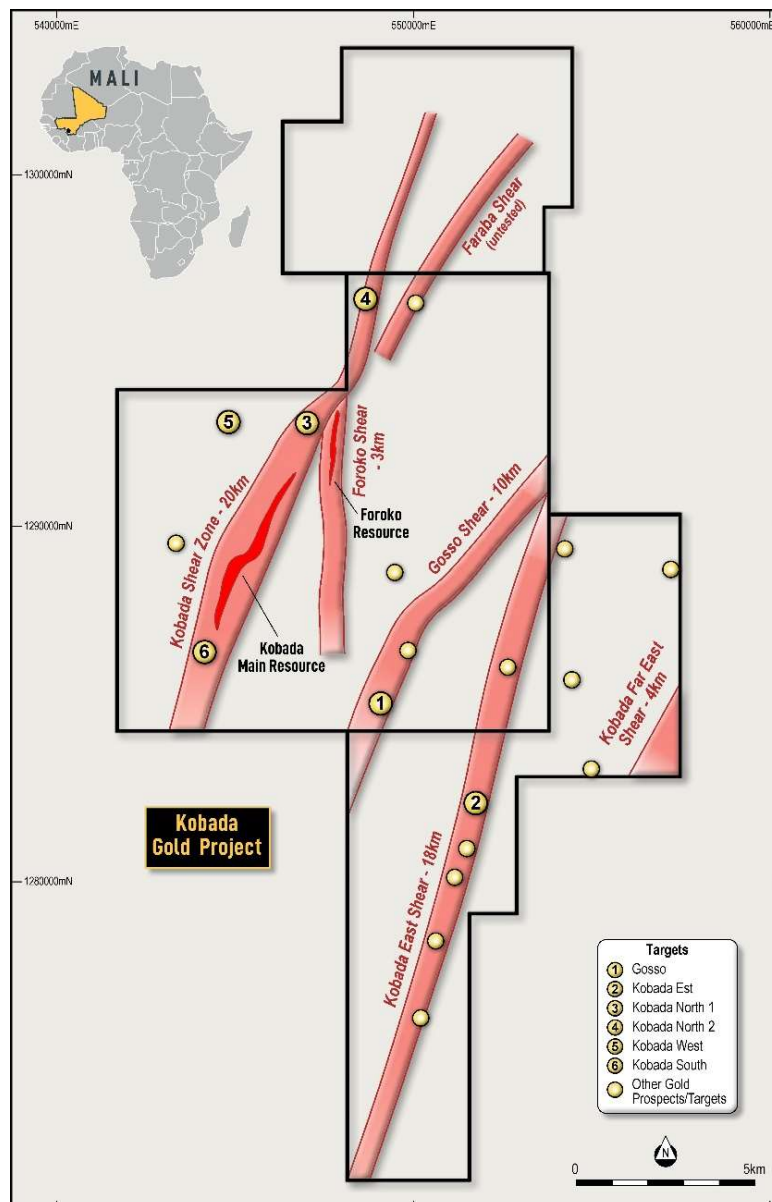 540000mE
550000mE
560000mE
MALI
1300000mN
Faraba Shear
(untested)
4
5
3
Foroko Shear
- 3km
Kobada Shear Zone - 20km
Foroko
Resource
Gosso Shear - 10km
1290000mN
Kobada
Main Resource
6
1
Kobada Far East
Shear - 4km
2
Kobada
Gold Project
Kobada East Shear - 18km
1280000mN
Targets
1 Gosso
2 Kobada Est
3 Kobada North 1
4 Kobada North 2
5 Kobada West
6 Kobada South
Other Gold
Prospects/Targets
N
0 5km